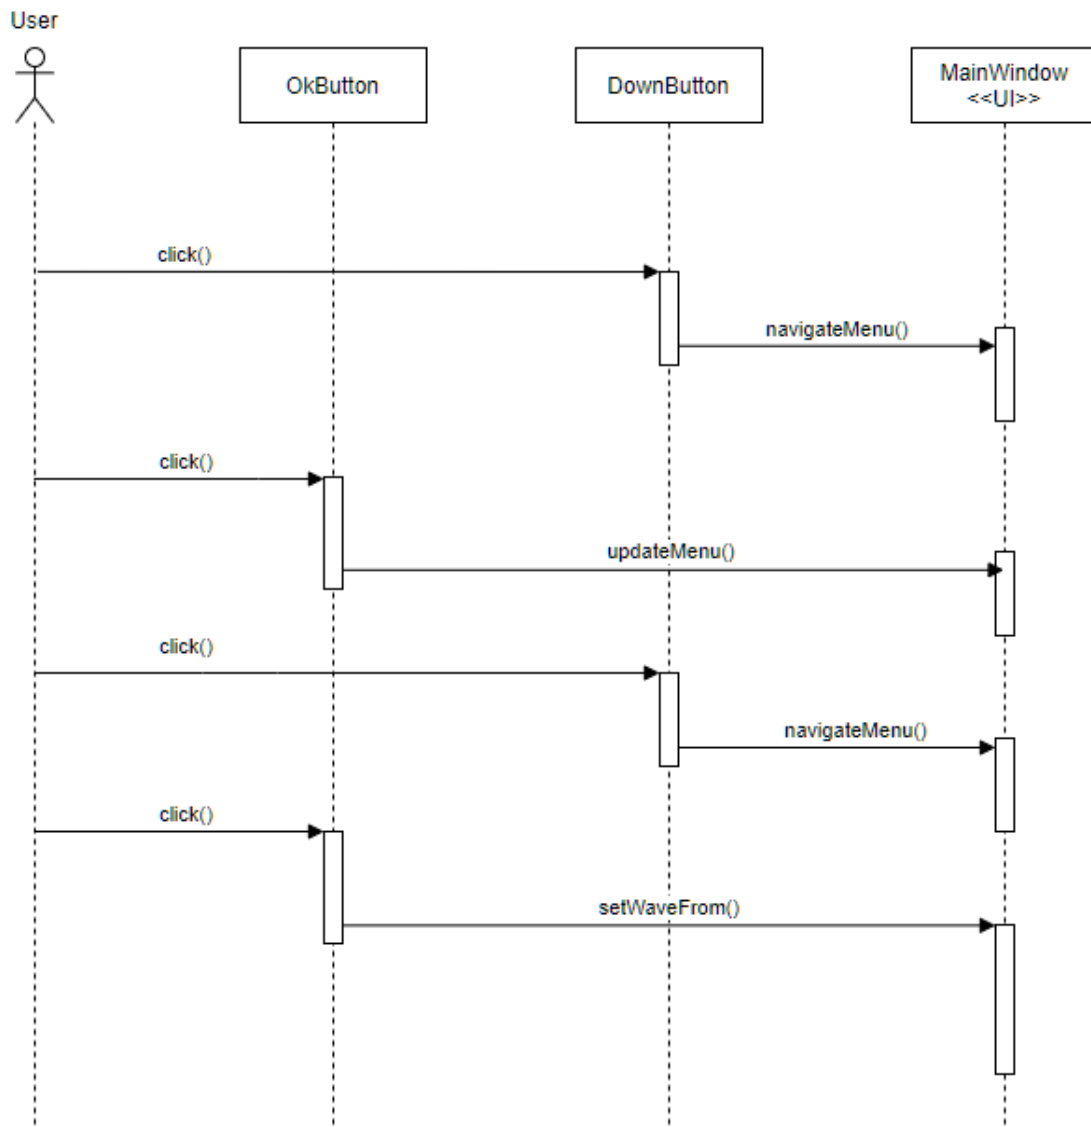 User
OkButton
DownButton
MainWindow
<<UI>>
click()
navigateMenu()
click()
updateMenu()
click()
navigateMenu()
click()
setWaveFrom()